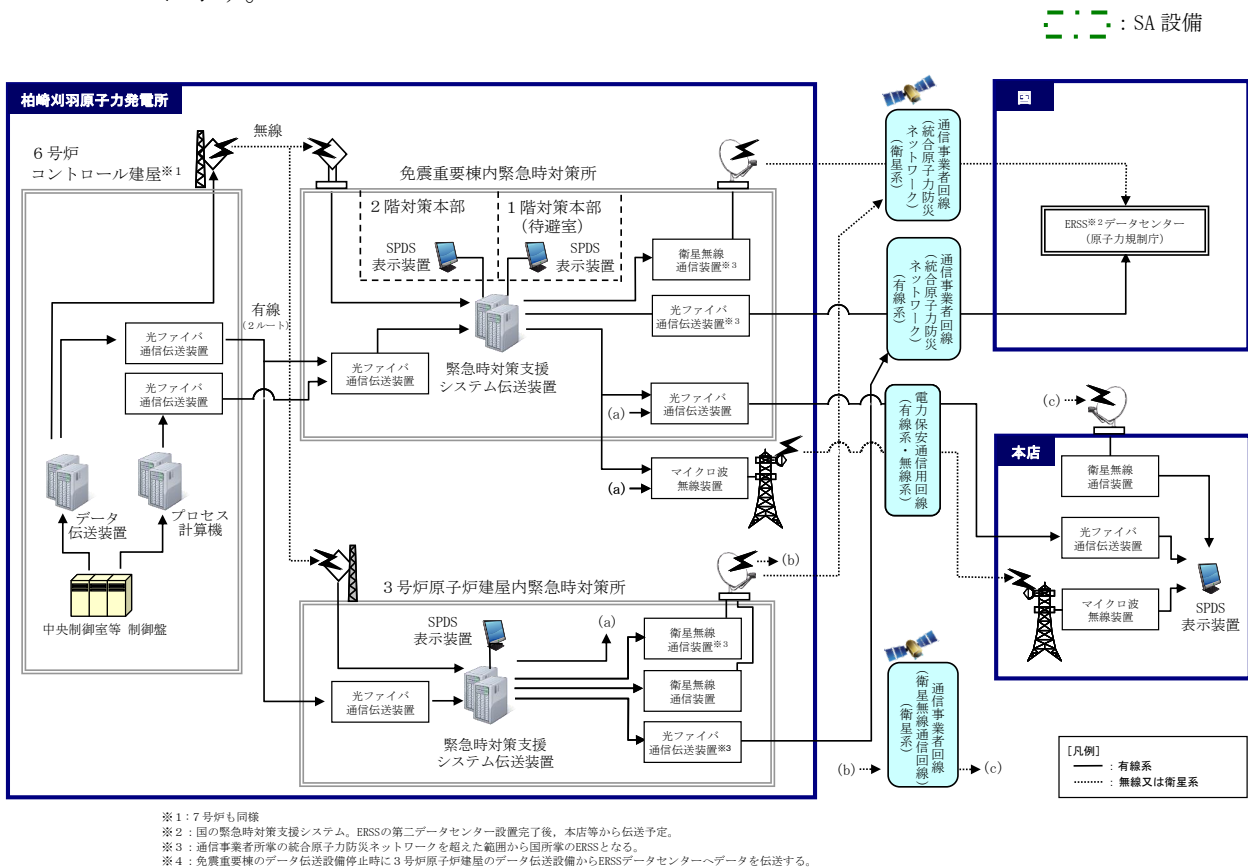 ：SA 設備
柏崎刈羽原子力発電所
６号炉
コントロール建屋※1
無線
免震重要棟内緊急時対策所
２階対策本部
１階対策本部
（待避室）
SPDS
表示装置
SPDS
表示装置
衛星無線
通信装置※3
光ファイバ
通信伝送装置※3
有線
（２ルート）
光ファイバ
通信伝送装置
光ファイバ
通信伝送装置
光ファイバ
通信伝送装置
緊急時対策支援
システム伝送装置
光ファイバ
通信伝送装置
(a)
マイクロ波
無線装置
(a)
データ
伝送装置
プロセス
計算機
中央制御室等 制御盤
３号炉原子炉建屋内緊急時対策所
(b)
SPDS
表示装置
(a)
衛星無線
通信装置※3
衛星無線
通信装置
光ファイバ
通信伝送装置
光ファイバ
通信伝送装置※3
緊急時対策支援
システム伝送装置
通信事業者回線
（統合原子力防災
ネットワーク）
（衛星系）
通信事業者回線
（統合原子力防災
ネットワーク）
（有線系）
電力保安通信用回線
（有線系・無線系）
通信事業者回線
（衛星無線通信回線）
（衛星系）
(b)
(c)
国
ERSS※2データセンター
（原子力規制庁）
(c)
本店
衛星無線
通信装置
光ファイバ
通信伝送装置
マイクロ波
無線装置
SPDS
表示装置
［凡例］
：有線系
：無線又は衛星系
※１：７号炉も同様
※２：国の緊急時対策支援システム。ERSSの第二データセンター設置完了後，本店等から伝送予定。
※３：通信事業者所掌の統合原子力防災ネットワークを超えた範囲から国所掌のERSSとなる。
※４：免震重要棟のデータ伝送設備停止時に３号炉原子炉建屋のデータ伝送設備からERSSデータセンターへデータを伝送する。